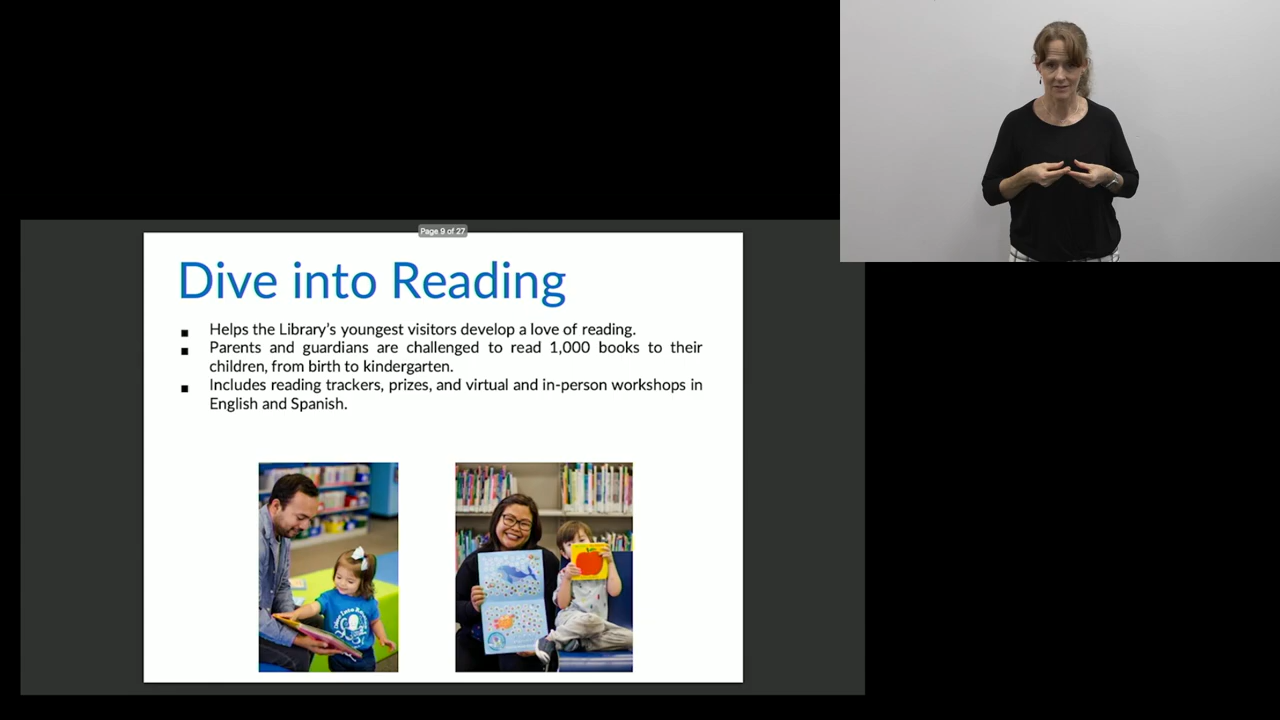 Page 9 of 27
Dive into Reading
▪ Helps the Library's youngest visitors develop a love of reading.
▪ Parents and guardians are challenged to read 1,000 books to their
children, from birth to kindergarten.
▪ Includes reading trackers, prizes, and virtual and in-person workshops in
English and Spanish.